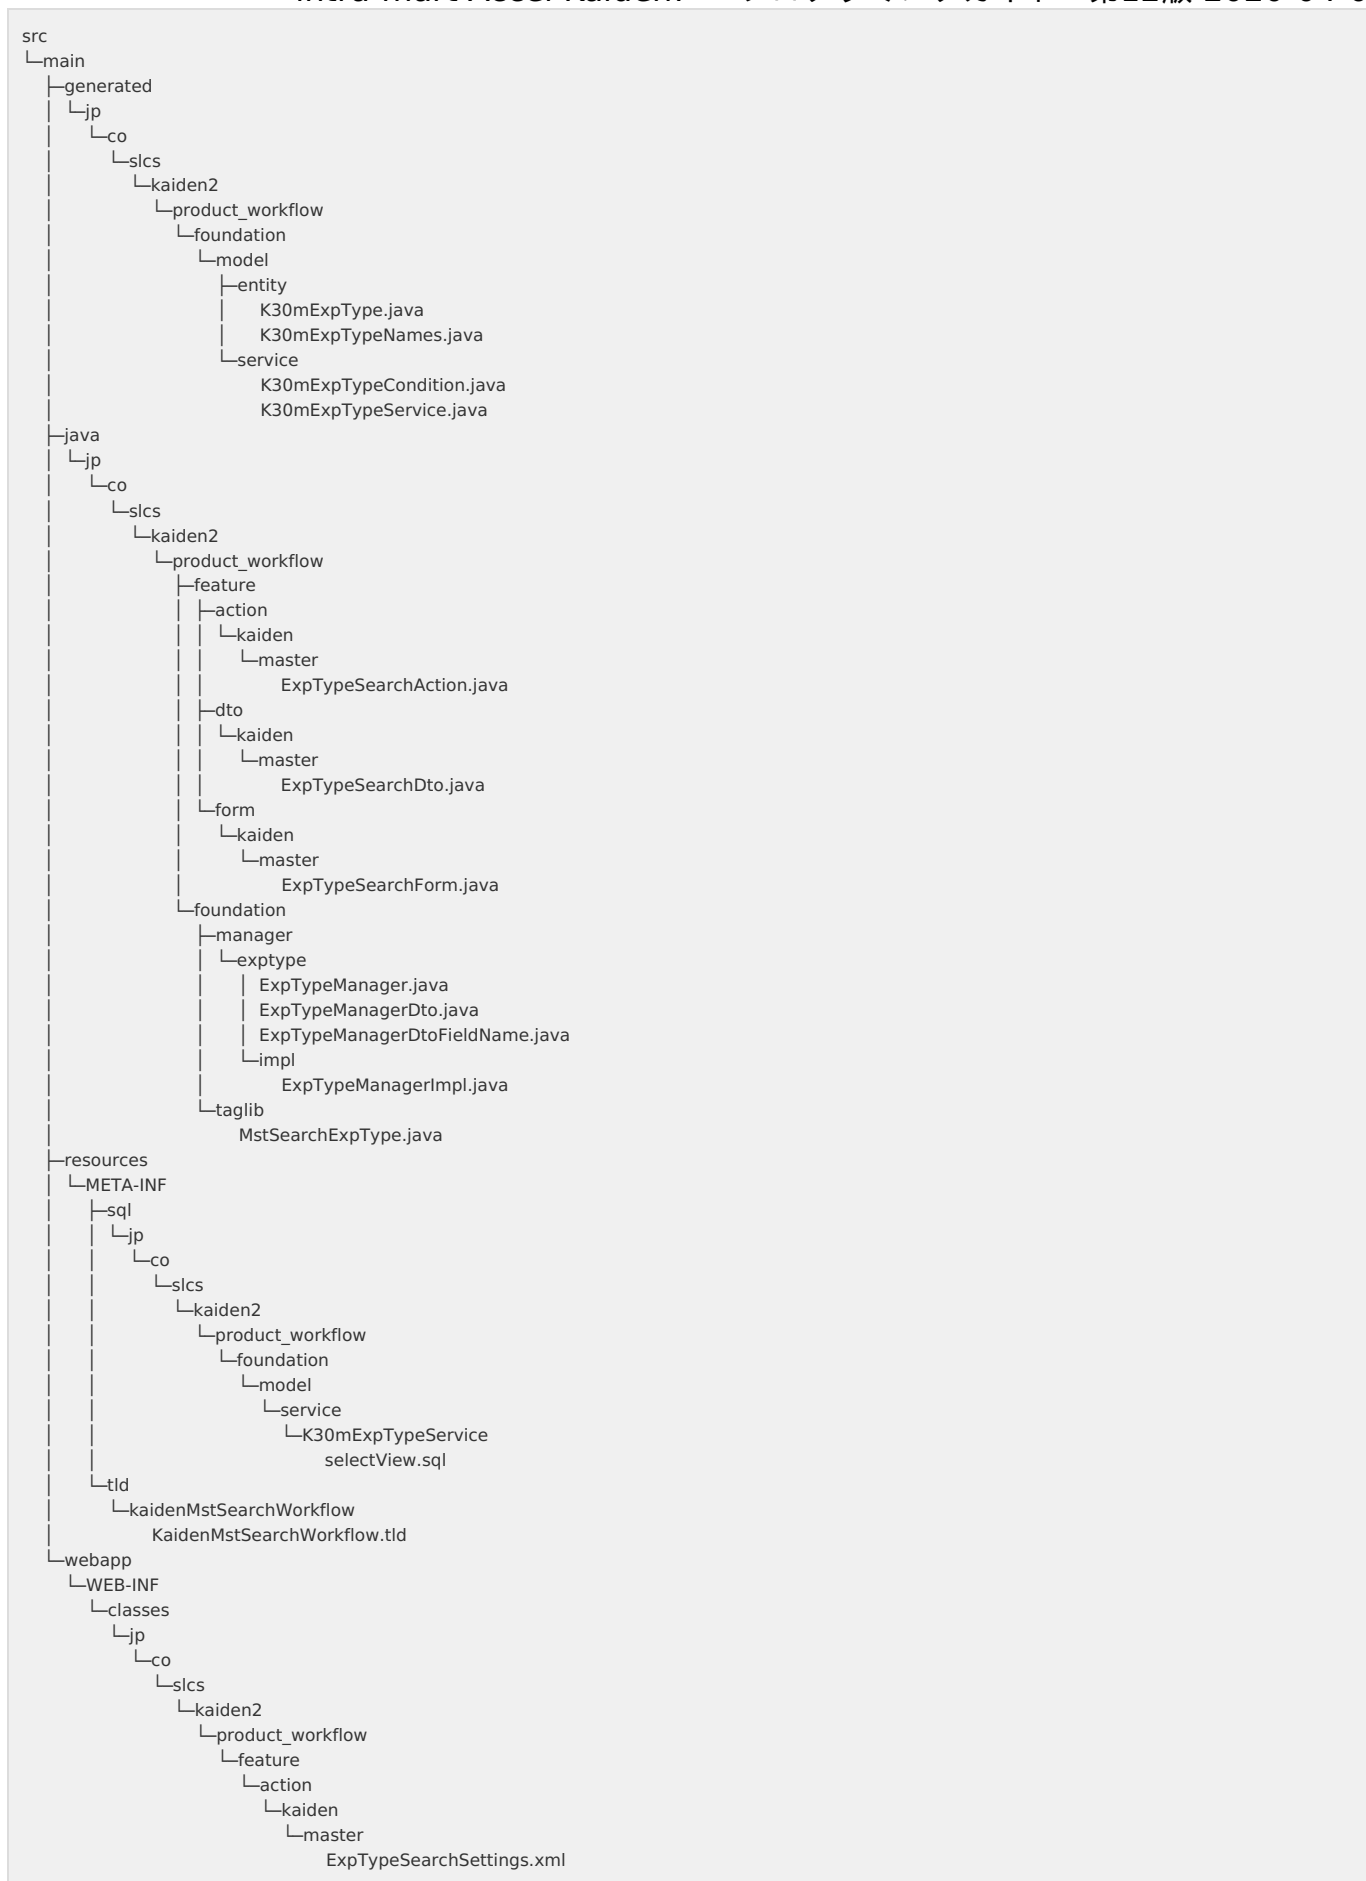 src
└─main
├─generated
│ └─jp
│ └─co
│ └─slcs
│ └─kaiden2
│ └─product_workflow
│ └─foundation
│ └─model
│ ├─entity
│ │ K30mExpType.java
│ │ K30mExpTypeNames.java
│ └─service
│ K30mExpTypeCondition.java
│ K30mExpTypeService.java
├─java
│ └─jp
│ └─co
│ └─slcs
│ └─kaiden2
│ └─product_workflow
│ ├─feature
│ │ ├─action
│ │ │ └─kaiden
│ │ │ └─master
│ │ │ ExpTypeSearchAction.java
│ │ ├─dto
│ │ │ └─kaiden
│ │ │ └─master
│ │ │ ExpTypeSearchDto.java
│ │ └─form
│ │ └─kaiden
│ │ └─master
│ │ ExpTypeSearchForm.java
│ └─foundation
│ ├─manager
│ │ └─exptype
│ │ │ ExpTypeManager.java
│ │ │ ExpTypeManagerDto.java
│ │ │ ExpTypeManagerDtoFieldName.java
│ │ └─impl
│ │ ExpTypeManagerImpl.java
│ └─taglib
│ MstSearchExpType.java
├─resources
│ └─META-INF
│ ├─sql
│ │ └─jp
│ │ └─co
│ │ └─slcs
│ │ └─kaiden2
│ │ └─product_workflow
│ │ └─foundation
│ │ └─model
│ │ └─service
│ │ └─K30mExpTypeService
│ │ selectView.sql
│ └─tld
│ └─kaidenMstSearchWorkflow
│ KaidenMstSearchWorkflow.tld
└─webapp
└─WEB-INF
└─classes
└─jp
└─co
└─slcs
└─kaiden2
└─product_workflow
└─feature
└─action
└─kaiden
└─master
ExpTypeSearchSettings.xml